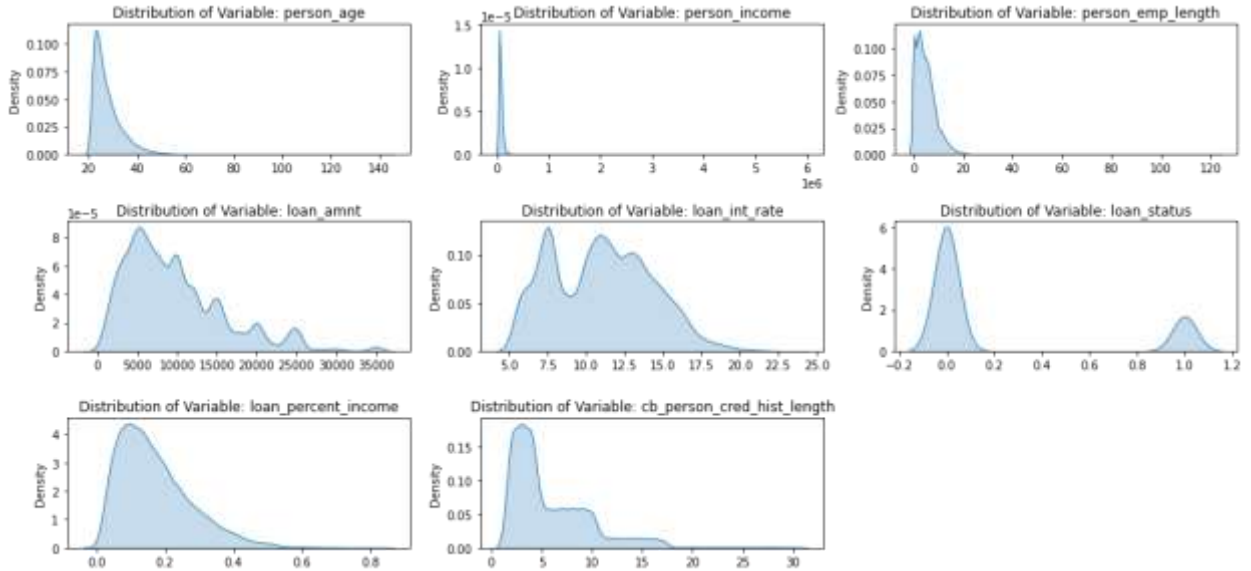 Distribution of Variable: person_age
Density
0.100
0.075
0.050
0.025
0.000
20 40 60 80 100 120 140
1e-5 Distribution of Variable: person_income
Density
1.5
1.0
0.5
0.0
0 1 2 3 4 5 6
1e6
Distribution of Variable: person_emp_length
Density
0.100
0.075
0.050
0.025
0.000
0 20 40 60 80 100 120
1e-5 Distribution of Variable: loan_amnt
Density
8
6
4
2
0
0 5000 10000 15000 20000 25000 30000 35000
Distribution of Variable: loan_int_rate
Density
0.10
0.05
0.00
5.0 7.5 10.0 12.5 15.0 17.5 20.0 22.5 25.0
Distribution of Variable: loan_status
Density
6
4
2
0
−0.2 0.0 0.2 0.4 0.6 0.8 1.0 1.2
Distribution of Variable: loan_percent_income
Density
4
3
2
1
0
0.0 0.2 0.4 0.6 0.8
Distribution of Variable: cb_person_cred_hist_length
Density
0.15
0.10
0.05
0.00
0 5 10 15 20 25 30